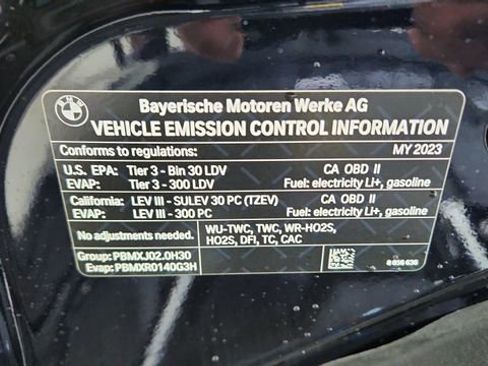 BMW
Bayerische Motoren Werke AG
VEHICLE EMISSION CONTROL INFORMATION
Conforms to regulations: MY 2023
U.S. EPA: Tier 3 - Bin 30 LDV CA OBD II
EVAP: Tier 3 - 300 LDV Fuel: electricity Li+, gasoline
California: LEV III - SULEV 30 PC (TZEV) CA OBD II
EVAP: LEV III - 300 PC Fuel: electricity Li+, gasoline
No adjustments needed. WU-TWC, TWC, WR-HO2S,
HO2S, DFI, TC, CAC
Group: PBMXJ02.0H30
Evap: PBMXR0140G3H